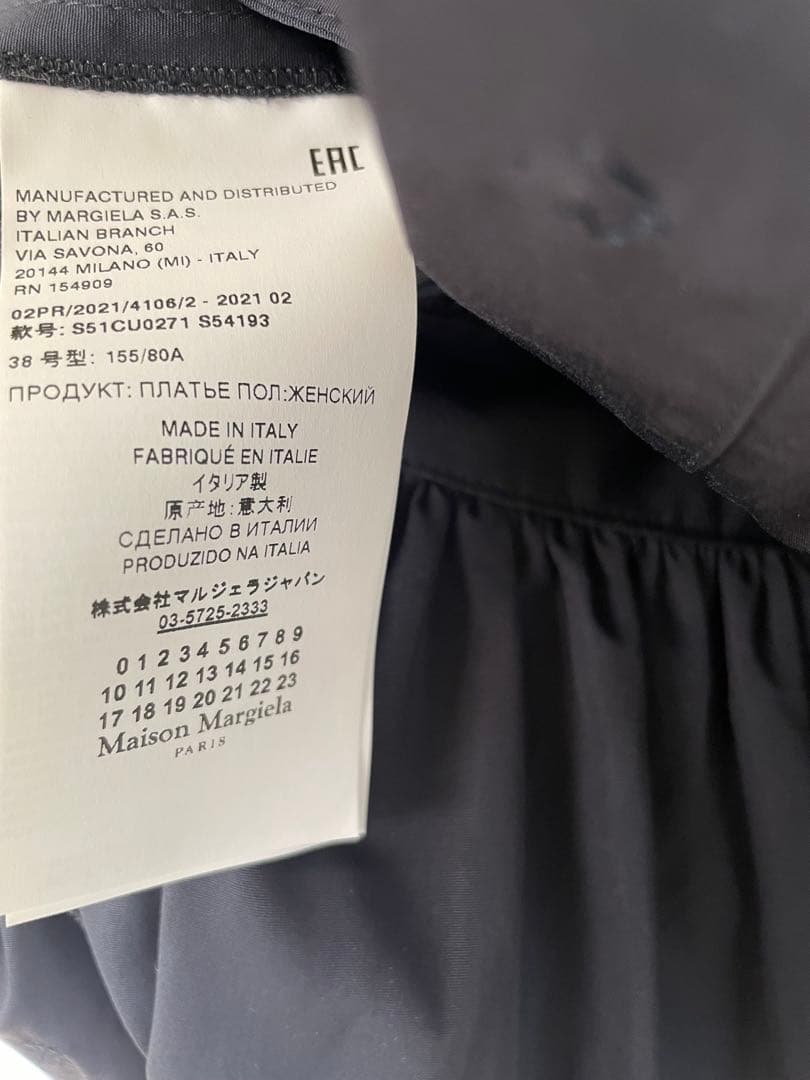 EAC
MANUFACTURED AND DISTRIBUTED
BY MARGIELA S.A.S.
ITALIAN BRANCH
VIA SAVONA, 60
20144 MILANO (MI) - ITALY
RN 154909
02PR/2021/4106/2 - 2021 02
款号: S51CU0271 S54193
38 号型: 155/80A
ПРОДУКТ: ПЛАТЬЕ ПОЛ:ЖЕНСКИЙ
MADE IN ITALY
FABRIQUÉ EN ITALIE
イタリア製
原产地:意大利
СДЕЛАНО В ИТАЛИИ
PRODUZIDO NA ITALIA
株式会社マルジェラジャパン
03-5725-2333
0 1 2 3 4 5 6 7 8 9
10 11 12 13 14 15 16
17 18 19 20 21 22 23
Maison Margiela
PARIS